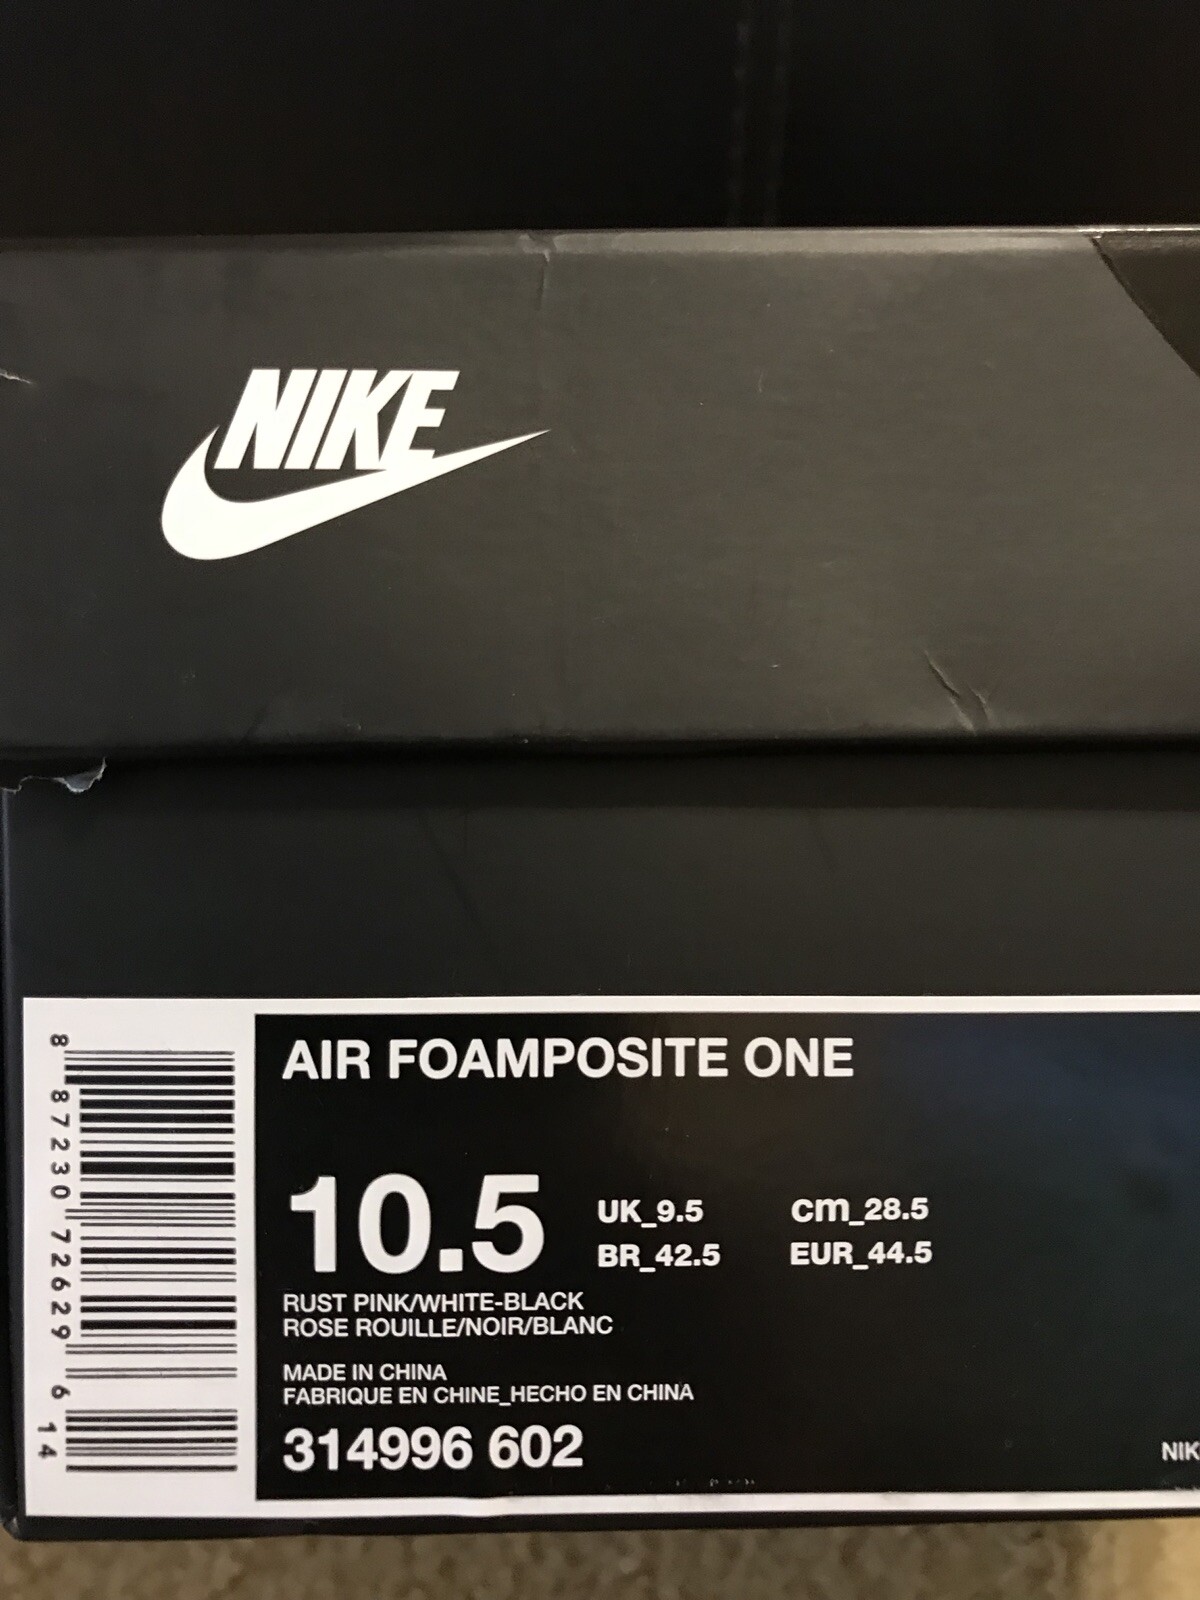 NIKE
AIR FOAMPOSITE ONE
10.5
UK_9.5 cm_28.5
BR_42.5 EUR_44.5
RUST PINK/WHITE-BLACK
ROSE ROUILLE/NOIR/BLANC
MADE IN CHINA
FABRIQUE EN CHINE_HECHO EN CHINA
314996 602
NIK
8 87230 72629 6 14